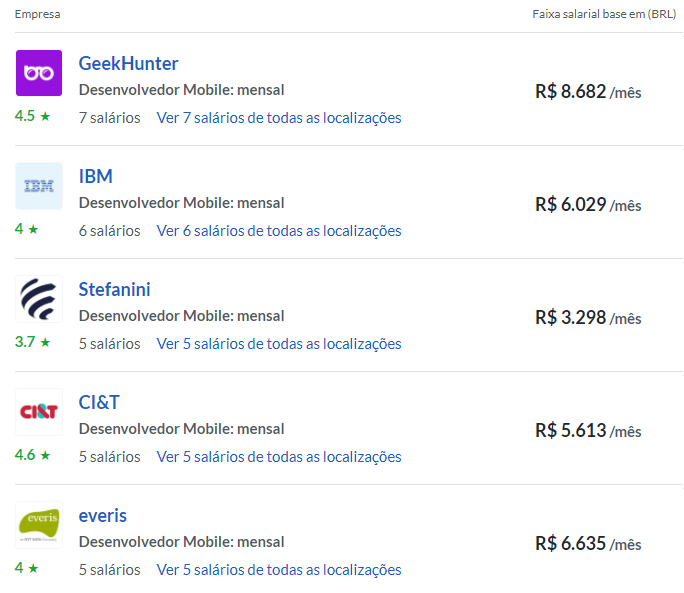 Empresa Faixa salarial base em (BRL)
GeekHunter
Desenvolvedor Mobile: mensal
R$ 8.682 /mês
4.5 ★ 7 salários Ver 7 salários de todas as localizações
IBM
IBM
Desenvolvedor Mobile: mensal
R$ 6.029 /mês
4 ★ 6 salários Ver 6 salários de todas as localizações
Stefanini
Desenvolvedor Mobile: mensal
R$ 3.298 /mês
3.7 ★ 5 salários Ver 5 salários de todas as localizações
CI&T
CI&T
Desenvolvedor Mobile: mensal
R$ 5.613 /mês
4.6 ★ 5 salários Ver 5 salários de todas as localizações
everis
everis
Desenvolvedor Mobile: mensal
R$ 6.635 /mês
4 ★ 5 salários Ver 5 salários de todas as localizações